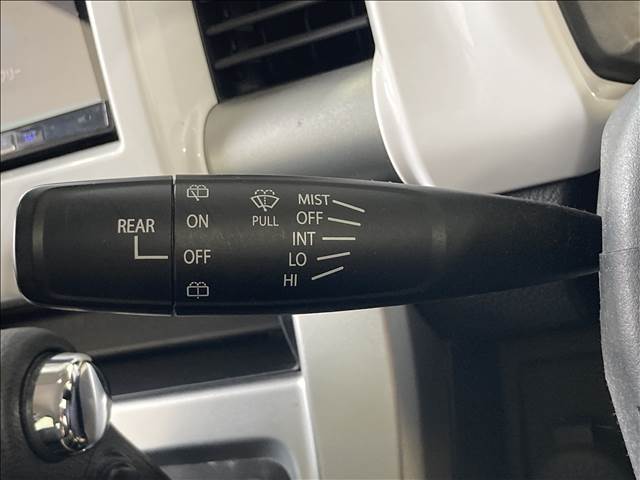 REAR
ON
OFF
PULL
MIST
OFF
INT
LO
HI